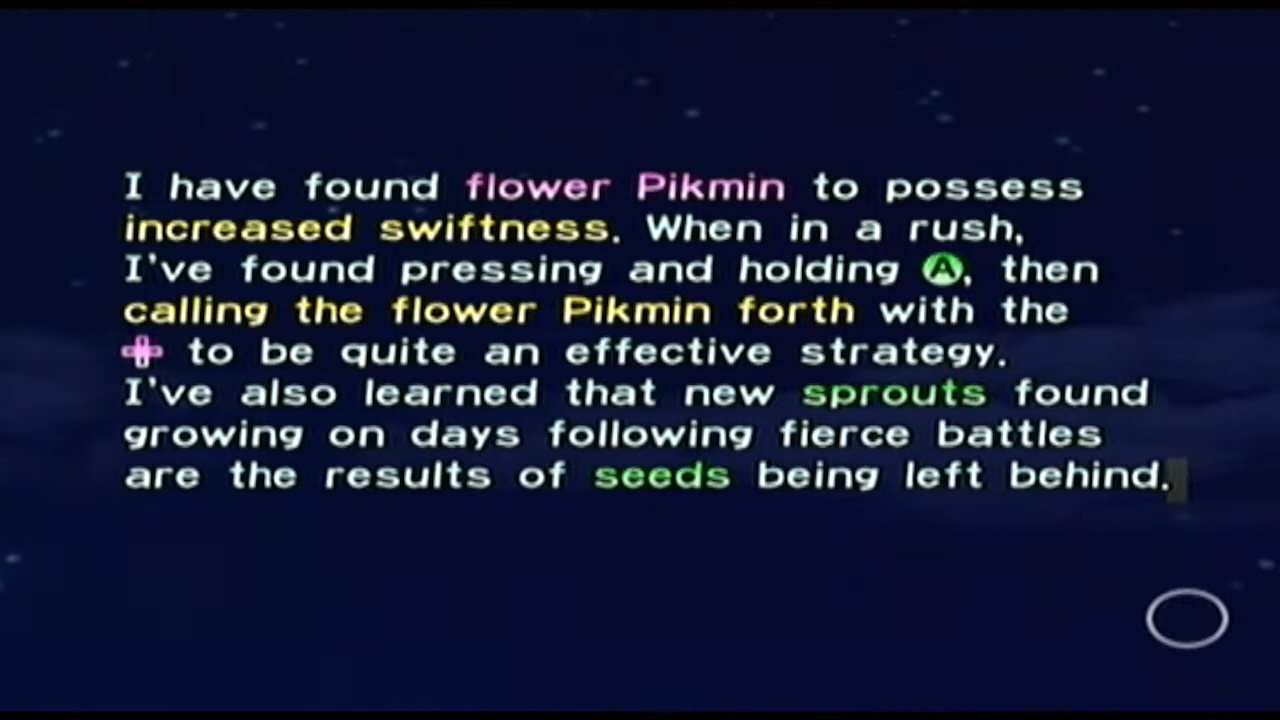 I have found flower Pikmin to possess
increased swiftness. When in a rush,
I've found pressing and holding A, then
calling the flower Pikmin forth with the
to be quite an effective strategy.
I've also learned that new sprouts found
growing on days following fierce battles
are the results of seeds being left behind.